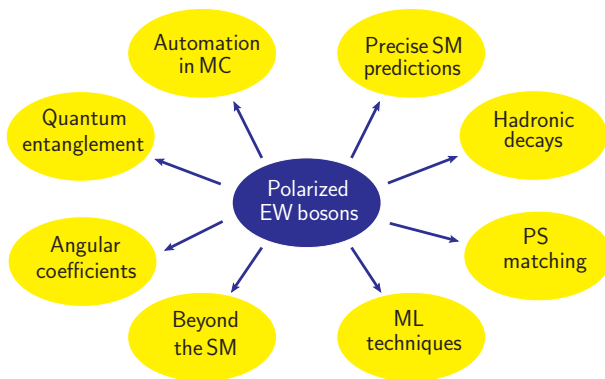 Automation
in MC
Precise SM
predictions
Quantum
entanglement
Hadronic
decays
Polarized
EW bosons
Angular
coefficients
PS
matching
Beyond
the SM
ML
techniques